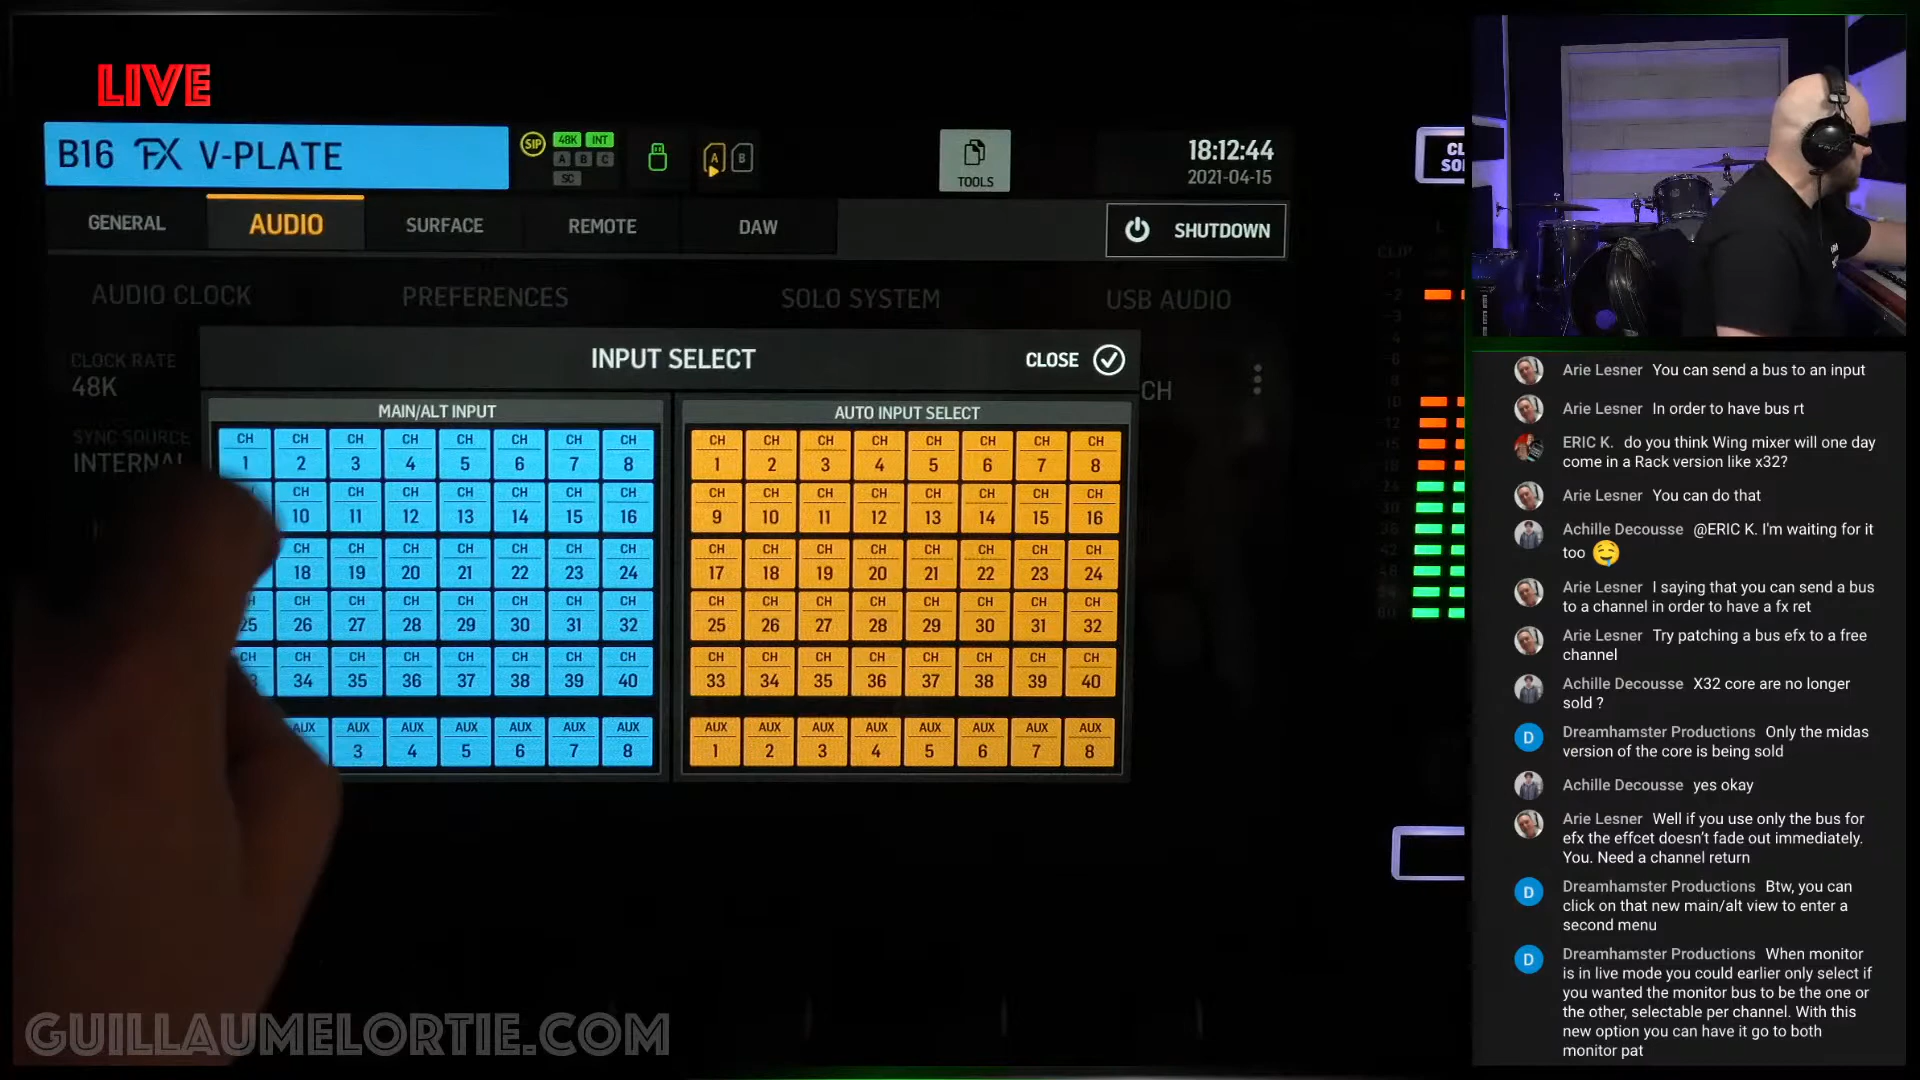 LIVE
B16 FX V-PLATE
SIP
48K INT
A B C
SC
A B
TOOLS
18:12:44
2021-04-15
GENERAL
AUDIO
SURFACE
REMOTE
DAW
SHUTDOWN
AUDIO CLOCK
PREFERENCES
SOLO SYSTEM
USB AUDIO
CLOCK RATE
48K
SYNC SOURCE
INTERNAL
INPUT SELECT
CLOSE
CH
MAIN/ALT INPUT
CH 1 CH 2 CH 3 CH 4 CH 5 CH 6 CH 7 CH 8
CH 10 CH 11 CH 12 CH 13 CH 14 CH 15 CH 16
CH 18 CH 19 CH 20 CH 21 CH 22 CH 23 CH 24
25 CH 26 CH 27 CH 28 CH 29 CH 30 CH 31 CH 32
CH CH 34 CH 35 CH 36 CH 37 CH 38 CH 39 CH 40
AUX AUX 3 AUX 4 AUX 5 AUX 6 AUX 7 AUX 8
AUTO INPUT SELECT
CH 1 CH 2 CH 3 CH 4 CH 5 CH 6 CH 7 CH 8
CH 9 CH 10 CH 11 CH 12 CH 13 CH 14 CH 15 CH 16
CH 17 CH 18 CH 19 CH 20 CH 21 CH 22 CH 23 CH 24
CH 25 CH 26 CH 27 CH 28 CH 29 CH 30 CH 31 CH 32
CH 33 CH 34 CH 35 CH 36 CH 37 CH 38 CH 39 CH 40
AUX 1 AUX 2 AUX 3 AUX 4 AUX 5 AUX 6 AUX 7 AUX 8
GUILLAUMELORTIE.COM
Arie Lesner You can send a bus to an input
Arie Lesner In order to have bus rt
ERIC K. do you think Wing mixer will one day
come in a Rack version like x32?
Arie Lesner You can do that
Achille Decousse @ERIC K. I'm waiting for it
too 🤤
Arie Lesner I saying that you can send a bus
to a channel in order to have a fx ret
Arie Lesner Try patching a bus efx to a free
channel
Achille Decousse X32 core are no longer
sold ?
D Dreamhamster Productions Only the midas
version of the core is being sold
Achille Decousse yes okay
Arie Lesner Well if you use only the bus for
efx the effcet doesn't fade out immediately.
You. Need a channel return
D Dreamhamster Productions Btw, you can
click on that new main/alt view to enter a
second menu
D Dreamhamster Productions When monitor
is in live mode you could earlier only select if
you wanted the monitor bus to be the one or
the other, selectable per channel. With this
new option you can have it go to both
monitor pat